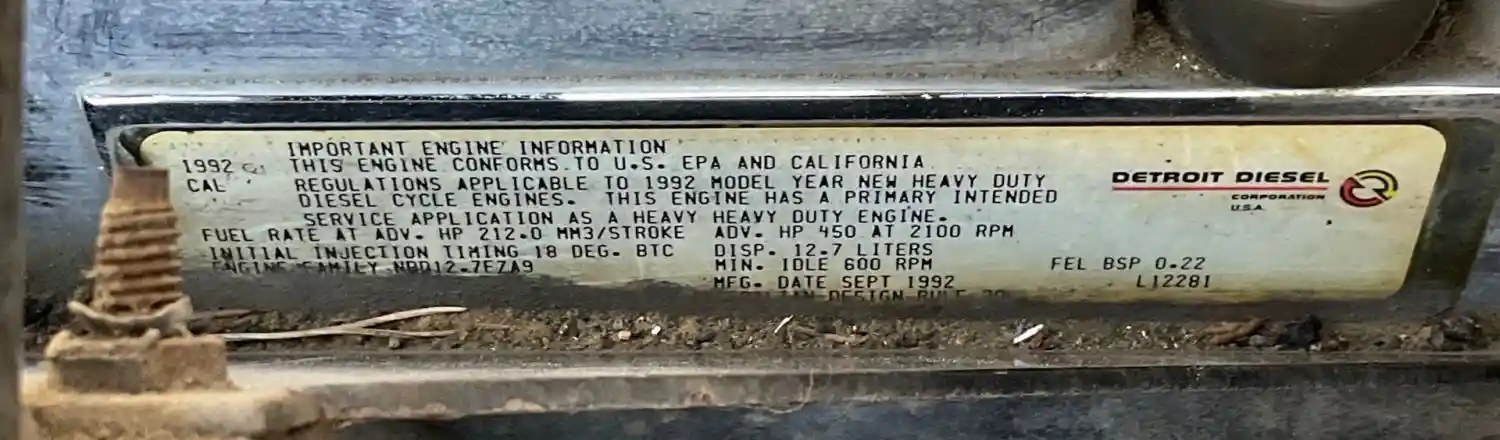 IMPORTANT ENGINE INFORMATION
1992 THIS ENGINE CONFORMS TO U.S. EPA AND CALIFORNIA
CAL REGULATIONS APPLICABLE TO 1992 MODEL YEAR NEW HEAVY DUTY
DIESEL CYCLE ENGINES. THIS ENGINE HAS A PRIMARY INTENDED
SERVICE APPLICATION AS A HEAVY HEAVY DUTY ENGINE.
FUEL RATE AT ADV. HP 212.0 MM3/STROKE ADV. HP 450 AT 2100 RPM
INITIAL INJECTION TIMING 18 DEG. BTC DISP. 12.7 LITERS
ENGINE FAMILY MIN. IDLE 600 RPM FEL BSP 0.22
MFG. DATE SEPT 1992 L12281
DESIGN RULE
DETROIT DIESEL
CORPORATION
U.S.A.